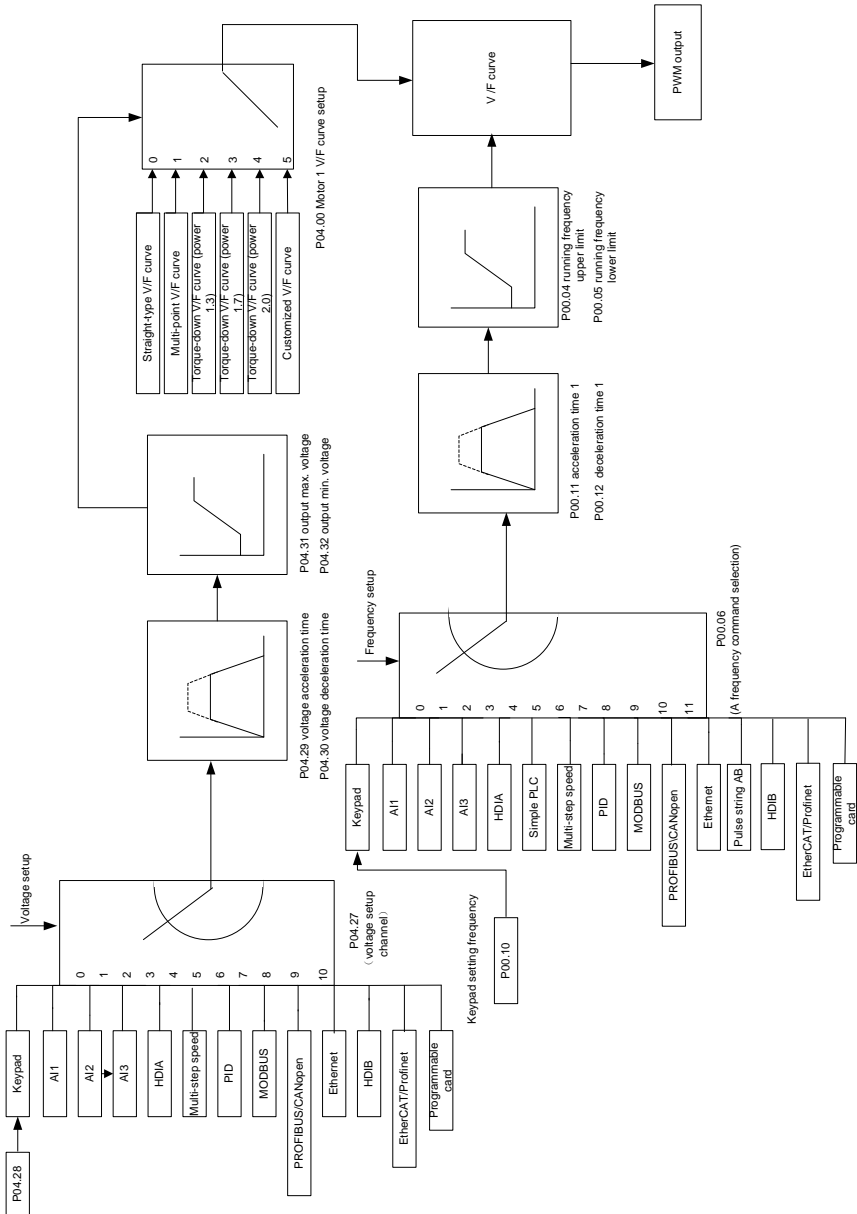 P04.28
Keypad
AI1
AI2
AI3
HDIA
Multi-step speed
PID
MODBUS
PROFIBUS/CANopen
Ethernet
HDIB
EtherCAT/Profinet
Programmable
card
Voltage setup
0
1
2
3
4
5
6
7
8
9
10
P04.27
（voltage setup
channel）
P04.29 voltage acceleration time
P04.30 voltage deceleration time
P04.31 output max. voltage
P04.32 output min. voltage
Straight-type V/F curve
Multi-point V/F curve
Torque-down V/F curve (power
1.3)
Torque-down V/F curve (power
1.7)
Torque-down V/F curve (power
2.0)
Customized V/F curve
0
1
2
3
4
5
P04.00 Motor 1 V/F curve setup
Keypad setting frequency
P00.10
Keypad
AI1
AI2
AI3
HDIA
Simple PLC
Multi-step speed
PID
MODBUS
PROFIBUS\CANopen
Ethernet
Pulse string AB
HDIB
EtherCAT/Profinet
Programmable
card
Frequency setup
0
1
2
3
4
5
6
7
8
9
10
11
P00.06
(A frequency command selection)
P00.11 acceleration time 1
P00.12 deceleration time 1
P00.04 running frequency
upper limit
P00.05 running frequency
lower limit
V /F curve
PWM output